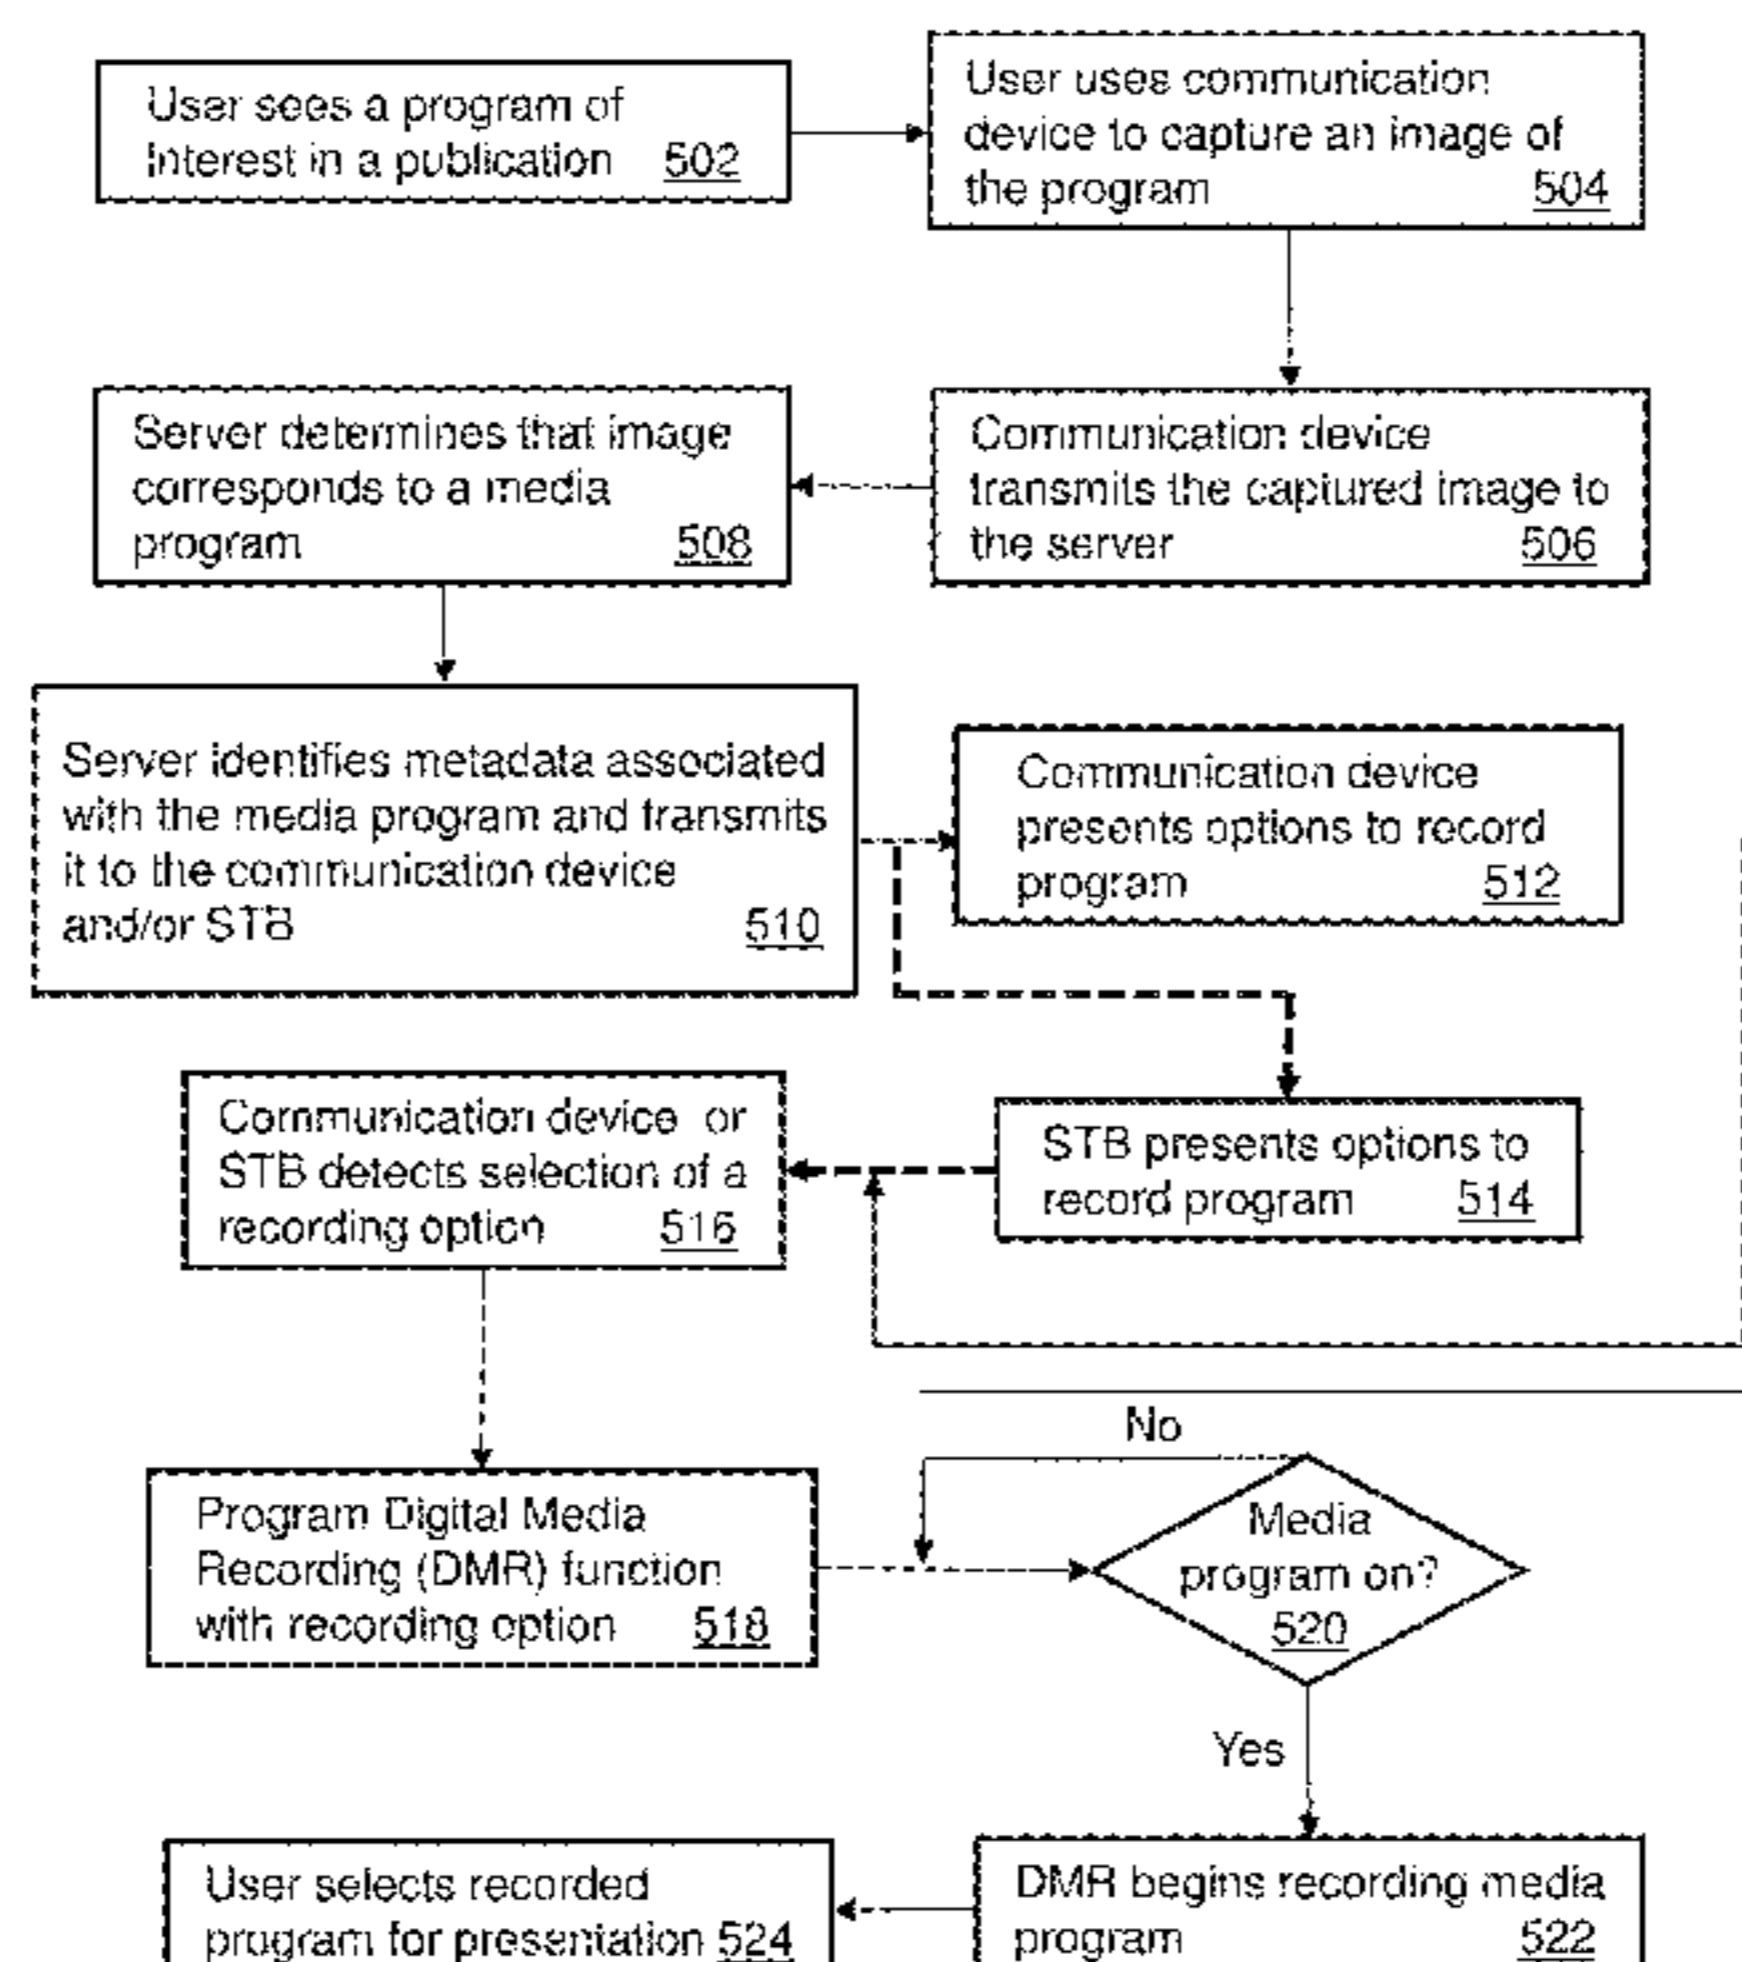 User sees a program of
interest in a publication 502
User uses communication
device to capture an image of
the program 504
Communication device
transmits the captured image to
the server 506
Server determines that image
corresponds to a media
program 508
Server identifies metadata associated
with the media program and transmits
it to the communication device
and/or STB 510
Communication device
presents options to record
program 512
STB presents options to
record program 514
Communication device or
STB detects selection of a
recording option 516
Program Digital Media
Recording (DMR) function
with recording option 518
No
Media
program on?
520
Yes
DMR begins recording media
program 522
User selects recorded
program for presentation 524